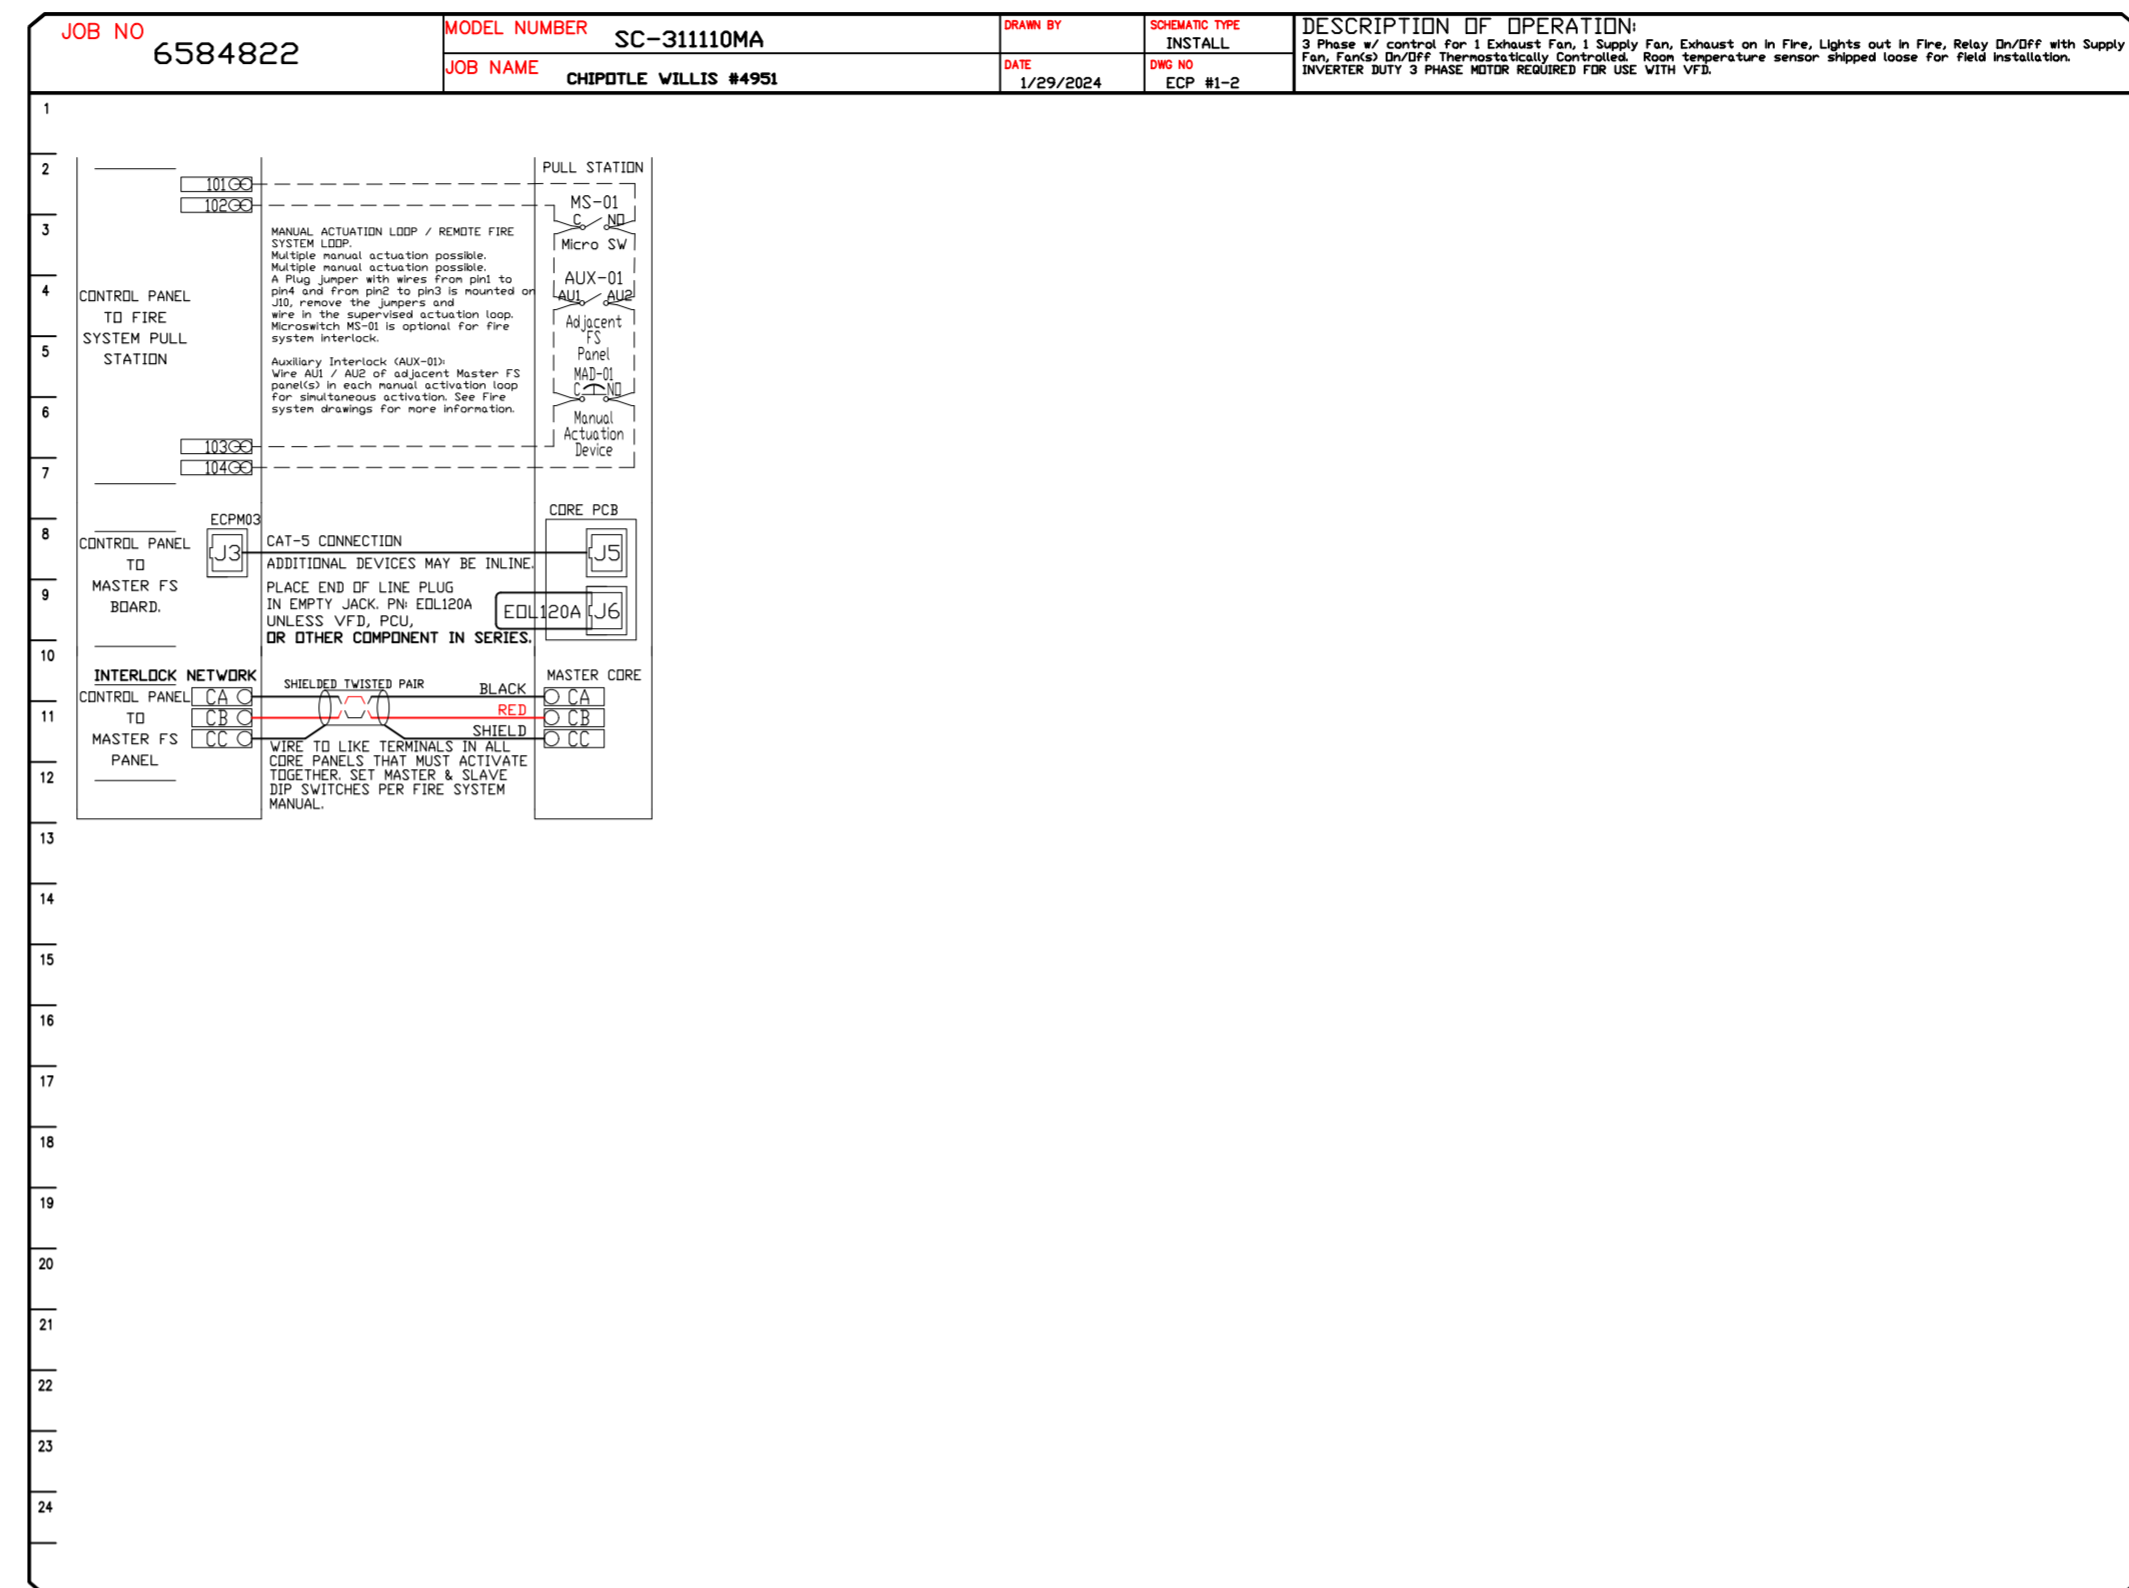 JOB NO
6584822
MODEL NUMBER
SC-311110MA
JOB NAME
CHIPOTLE WILLIS #4951
DRAWN BY
DATE
1/29/2024
SCHEMATIC TYPE
INSTALL
DWG NO
ECP #1-2
DESCRIPTION OF OPERATION:
3 Phase w/ control for 1 Exhaust Fan, 1 Supply Fan, Exhaust on in Fire, Lights out in Fire, Relay On/Off with Supply
Fan, Fan(s) On/Off Thermostatically Controlled. Room temperature sensor shipped loose for field installation.
INVERTER DUTY 3 PHASE MOTOR REQUIRED FOR USE WITH VFD.
1
2
3
4
5
6
7
8
9
10
11
12
13
14
15
16
17
18
19
20
21
22
23
24
CONTROL PANEL
TO FIRE
SYSTEM PULL
STATION
101
102
103
104
MANUAL ACTUATION LOOP / REMOTE FIRE
SYSTEM LOOP.
Multiple manual actuation possible.
Multiple manual actuation possible.
A Plug jumper with wires from pin1 to
pin4 and from pin2 to pin3 is mounted on
J10, remove the jumpers and
wire in the supervised actuation loop.
Microswitch MS-01 is optional for fire
system interlock.
Auxiliary Interlock (AUX-01):
Wire AU1 / AU2 of adjacent Master FS
panel(s) in each manual activation loop
for simultaneous activation. See Fire
system drawings for more information.
PULL STATION
MS-01
C NO
Micro SW
AUX-01
AU1 AU2
Adjacent
FS
Panel
MAD-01
C NO
Manual
Actuation
Device
CONTROL PANEL
TO
MASTER FS
BOARD.
ECPM03
J3
CAT-5 CONNECTION
ADDITIONAL DEVICES MAY BE INLINE.
PLACE END OF LINE PLUG
IN EMPTY JACK. PN: EOL120A
UNLESS VFD, PCU,
OR OTHER COMPONENT IN SERIES.
CORE PCB
J5
EOL120A
J6
INTERLOCK NETWORK
CONTROL PANEL
TO
MASTER FS
PANEL
CA
CB
CC
SHIELDED TWISTED PAIR
BLACK
RED
SHIELD
WIRE TO LIKE TERMINALS IN ALL
CORE PANELS THAT MUST ACTIVATE
TOGETHER. SET MASTER & SLAVE
DIP SWITCHES PER FIRE SYSTEM
MANUAL.
MASTER CORE
CA
CB
CC